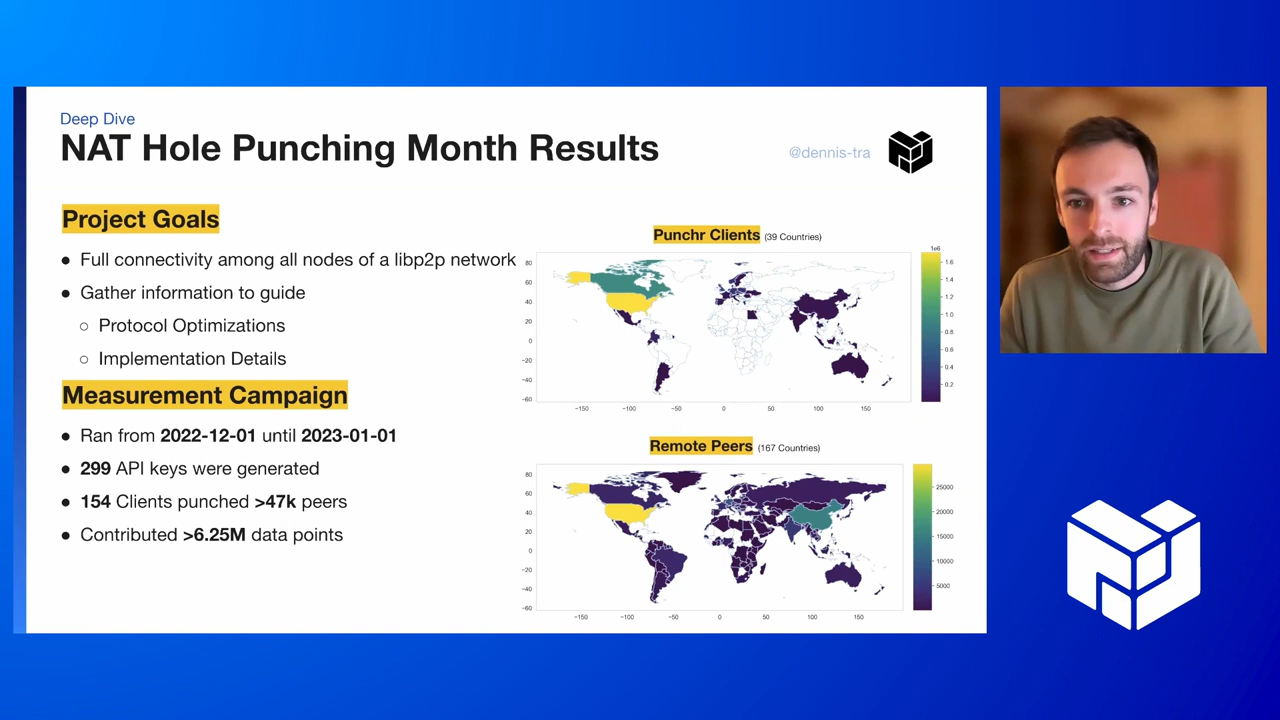 Deep Dive
NAT Hole Punching Month Results
@dennis-tra
Project Goals
● Full connectivity among all nodes of a libp2p network
● Gather information to guide
○ Protocol Optimizations
○ Implementation Details
Measurement Campaign
● Ran from 2022-12-01 until 2023-01-01
● 299 API keys were generated
● 154 Clients punched >47k peers
● Contributed >6.25M data points
Punchr Clients (39 Countries)
1e6
80
60
40
20
0
−20
−40
−60
−150 −100 −50 0 50 100 150
1.6
1.4
1.2
1.0
0.8
0.6
0.4
0.2
Remote Peers (167 Countries)
80
60
40
20
0
−20
−40
−60
−150 −100 −50 0 50 100 150
25000
20000
15000
10000
5000